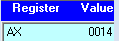 Register Value
AX 0014